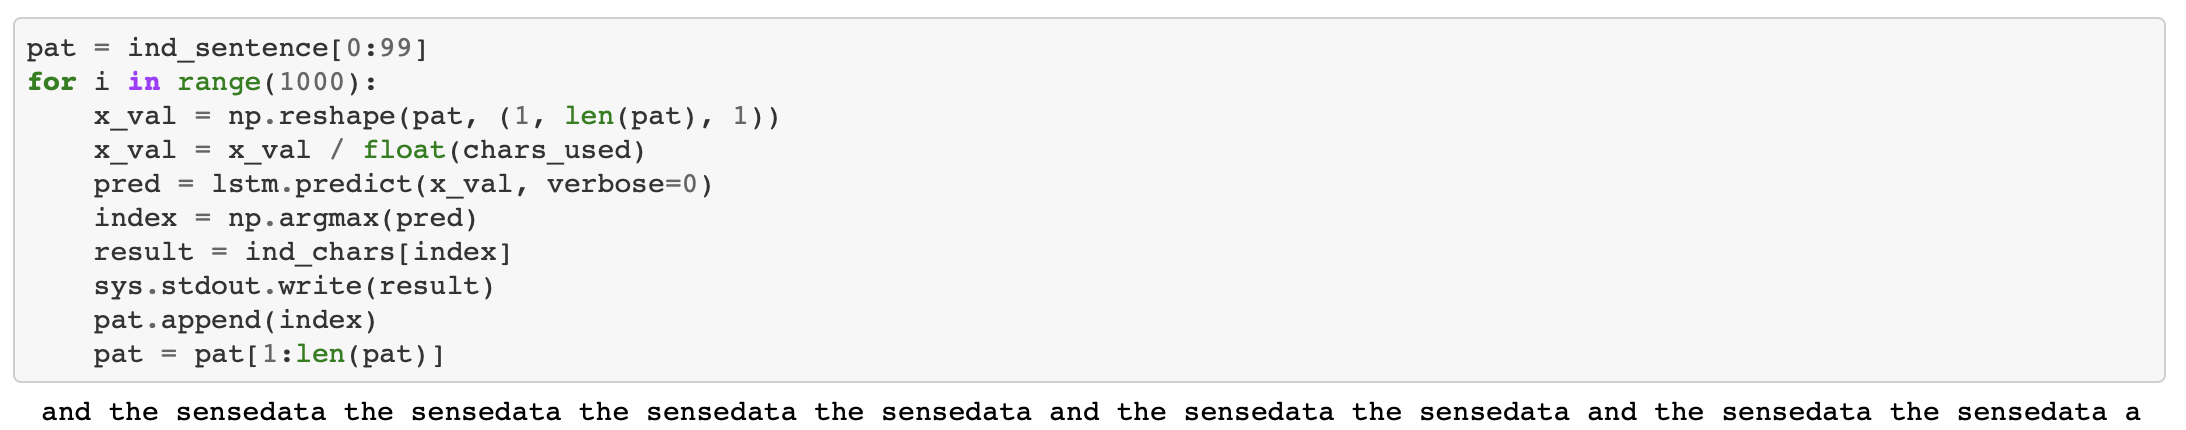 pat = ind_sentence[0:99]
for i in range(1000):
    x_val = np.reshape(pat, (1, len(pat), 1))
    x_val = x_val / float(chars_used)
    pred = lstm.predict(x_val, verbose=0)
    index = np.argmax(pred)
    result = ind_chars[index]
    sys.stdout.write(result)
    pat.append(index)
    pat = pat[1:len(pat)]
 and the sensedata the sensedata the sensedata the sensedata and the sensedata the sensedata and the sensedata the sensedata a